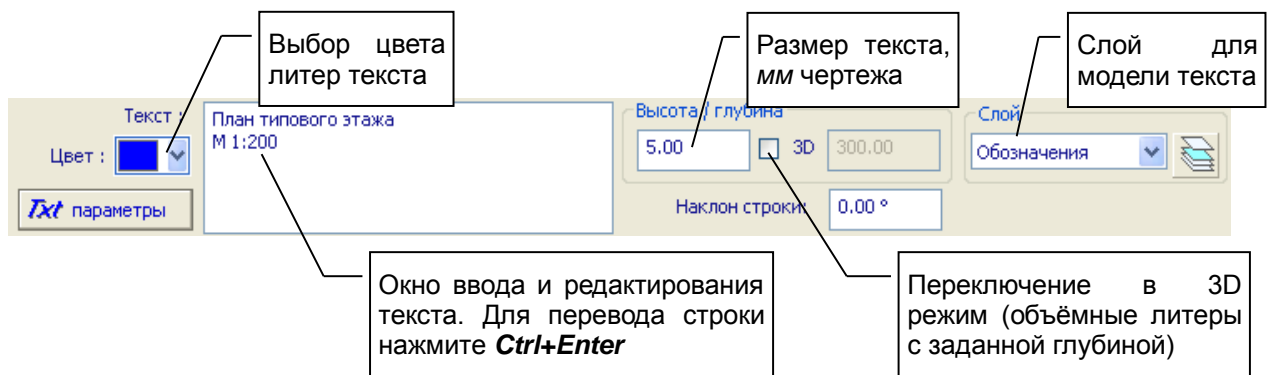 Выбор цвета
литер текста
Размер текста,
мм чертежа
Слой для
модели текста
Текст :
План типового этажа
М 1:200
Цвет :
Txt параметры
Высота / глубина
5.00
3D
300.00
Наклон строки:
0.00 °
Слой
Обозначения
Окно ввода и редактирования
текста. Для перевода строки
нажмите Ctrl+Enter
Переключение в 3D
режим (объёмные литеры
с заданной глубиной)